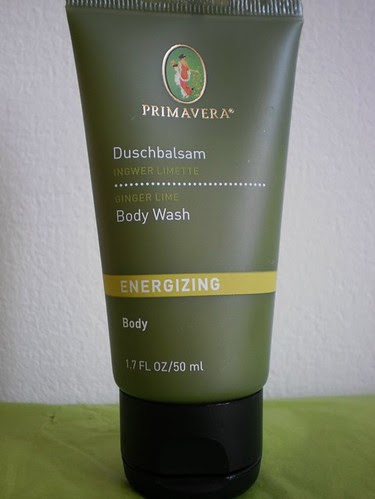 PRIMAVERA®
Duschbalsam
INGWER LIMETTE
GINGER LIME
Body Wash
ENERGIZING
Body
1.7 FL OZ/50 ml